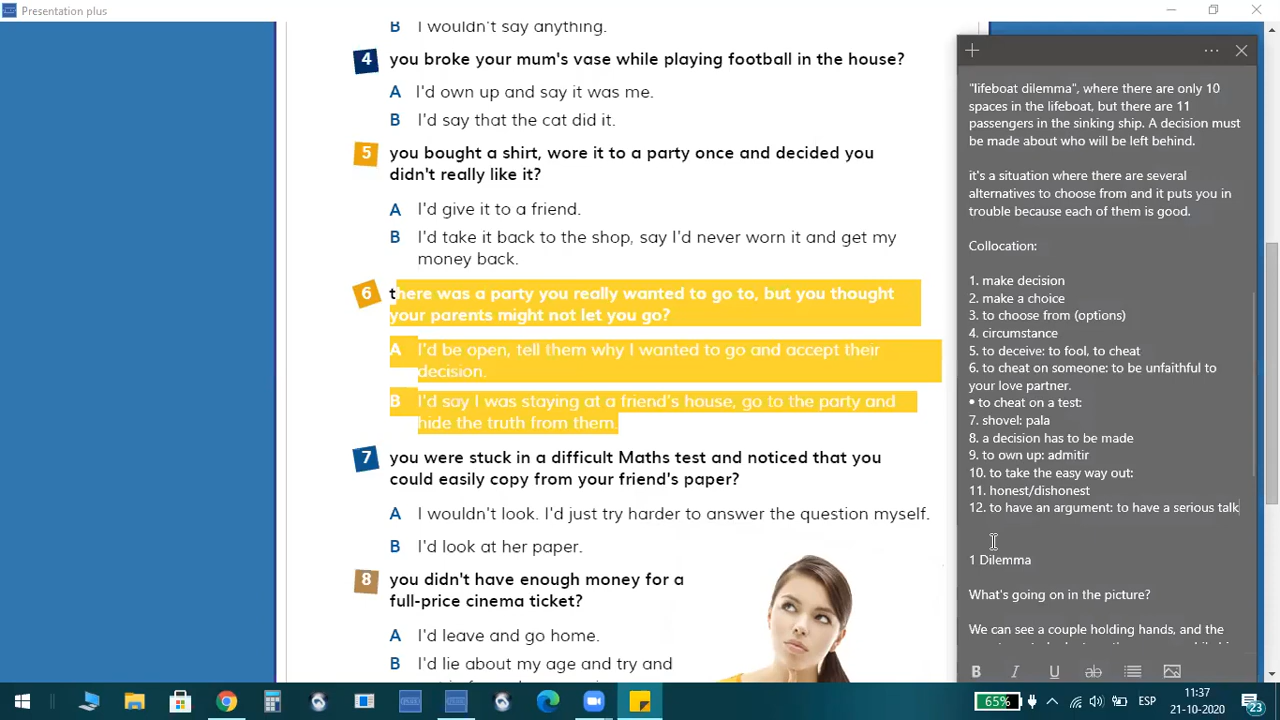 Presentation plus
B I wouldn't say anything.
4 you broke your mum's vase while playing football in the house?
A I'd own up and say it was me.
B I'd say that the cat did it.
5 you bought a shirt, wore it to a party once and decided you
didn't really like it?
A I'd give it to a friend.
B I'd take it back to the shop, say I'd never worn it and get my
money back.
6 there was a party you really wanted to go to, but you thought
your parents might not let you go?
A I'd be open, tell them why I wanted to go and accept their
decision.
B I'd say I was staying at a friend's house, go to the party and
hide the truth from them.
7 you were stuck in a difficult Maths test and noticed that you
could easily copy from your friend's paper?
A I wouldn't look. I'd just try harder to answer the question myself.
B I'd look at her paper.
8 you didn't have enough money for a
full-price cinema ticket?
A I'd leave and go home.
B I'd lie about my age and try and
"lifeboat dilemma", where there are only 10
spaces in the lifeboat, but there are 11
passengers in the sinking ship. A decision must
be made about who will be left behind.
it's a situation where there are several
alternatives to choose from and it puts you in
trouble because each of them is good.
Collocation:
1. make decision
2. make a choice
3. to choose from (options)
4. circumstance
5. to deceive: to fool, to cheat
6. to cheat on someone: to be unfaithful to
your love partner.
• to cheat on a test:
7. shovel: pala
8. a decision has to be made
9. to own up: admitir
10. to take the easy way out:
11. honest/dishonest
12. to have an argument: to have a serious talk
1 Dilemma
What's going on in the picture?
We can see a couple holding hands, and the
B I U ab
65% ESP 11:37
21-10-2020 23